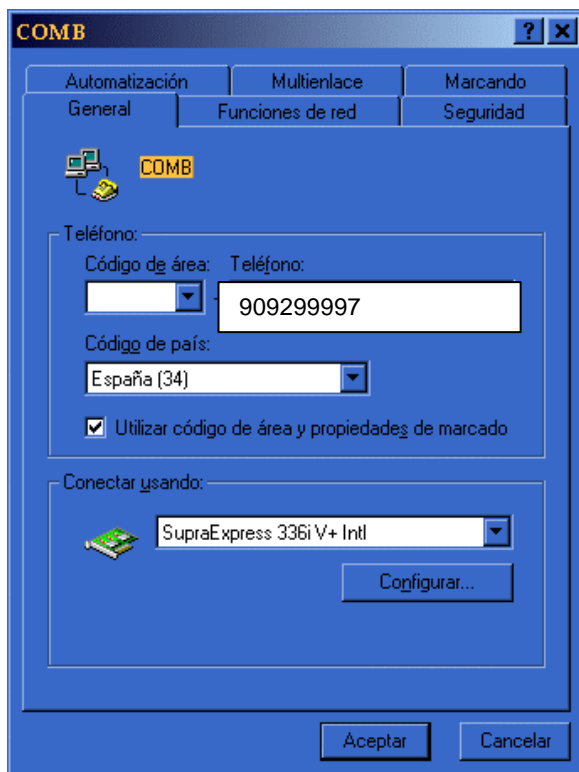 COMB
Automatización Multienlace Marcando
General Funciones de red Seguridad
COMB
Teléfono:
Código de área: Teléfono:
909299997
Código de país:
España (34)
Utilizar código de área y propiedades de marcado
Conectar usando:
SupraExpress 336i V+ Intl
Configurar...
Aceptar Cancelar